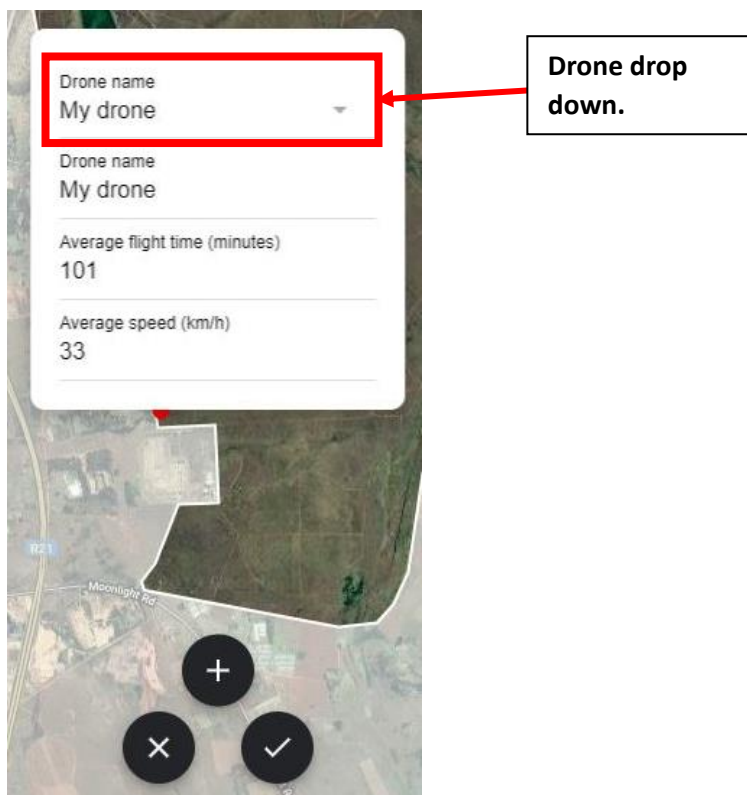 Drone name
My drone
Drone drop
down.
Drone name
My drone
Average flight time (minutes)
101
Average speed (km/h)
33
R21
Moonlight Rd